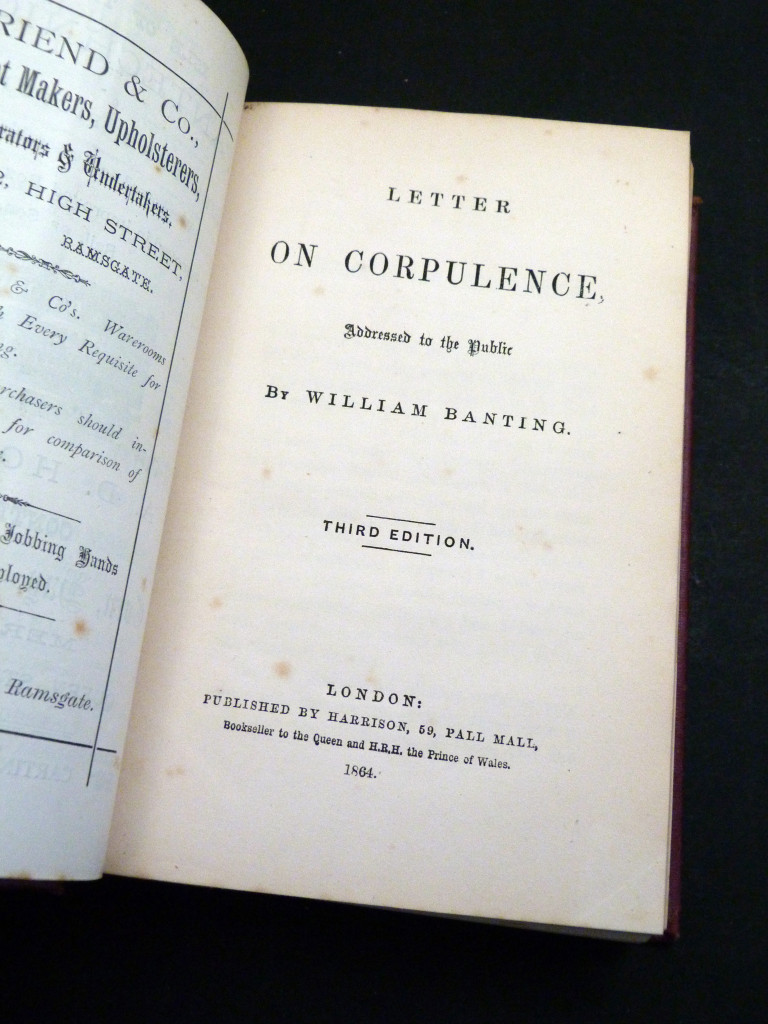 RIEND & Co.,
t Makers, Upholsterers,
rators & Undertakers,
HIGH STREET,
RAMSGATE.
& Co's. Warerooms
h Every Requisite for
ng.
rchasers should in-
for comparison of
Jobbing Hands
ployed.
Ramsgate.
LETTER
ON CORPULENCE,
Addressed to the Public
By WILLIAM BANTING.
THIRD EDITION.
LONDON:
PUBLISHED BY HARRISON, 59, PALL MALL,
Bookseller to the Queen and H.R.H. the Prince of Wales.
1864.